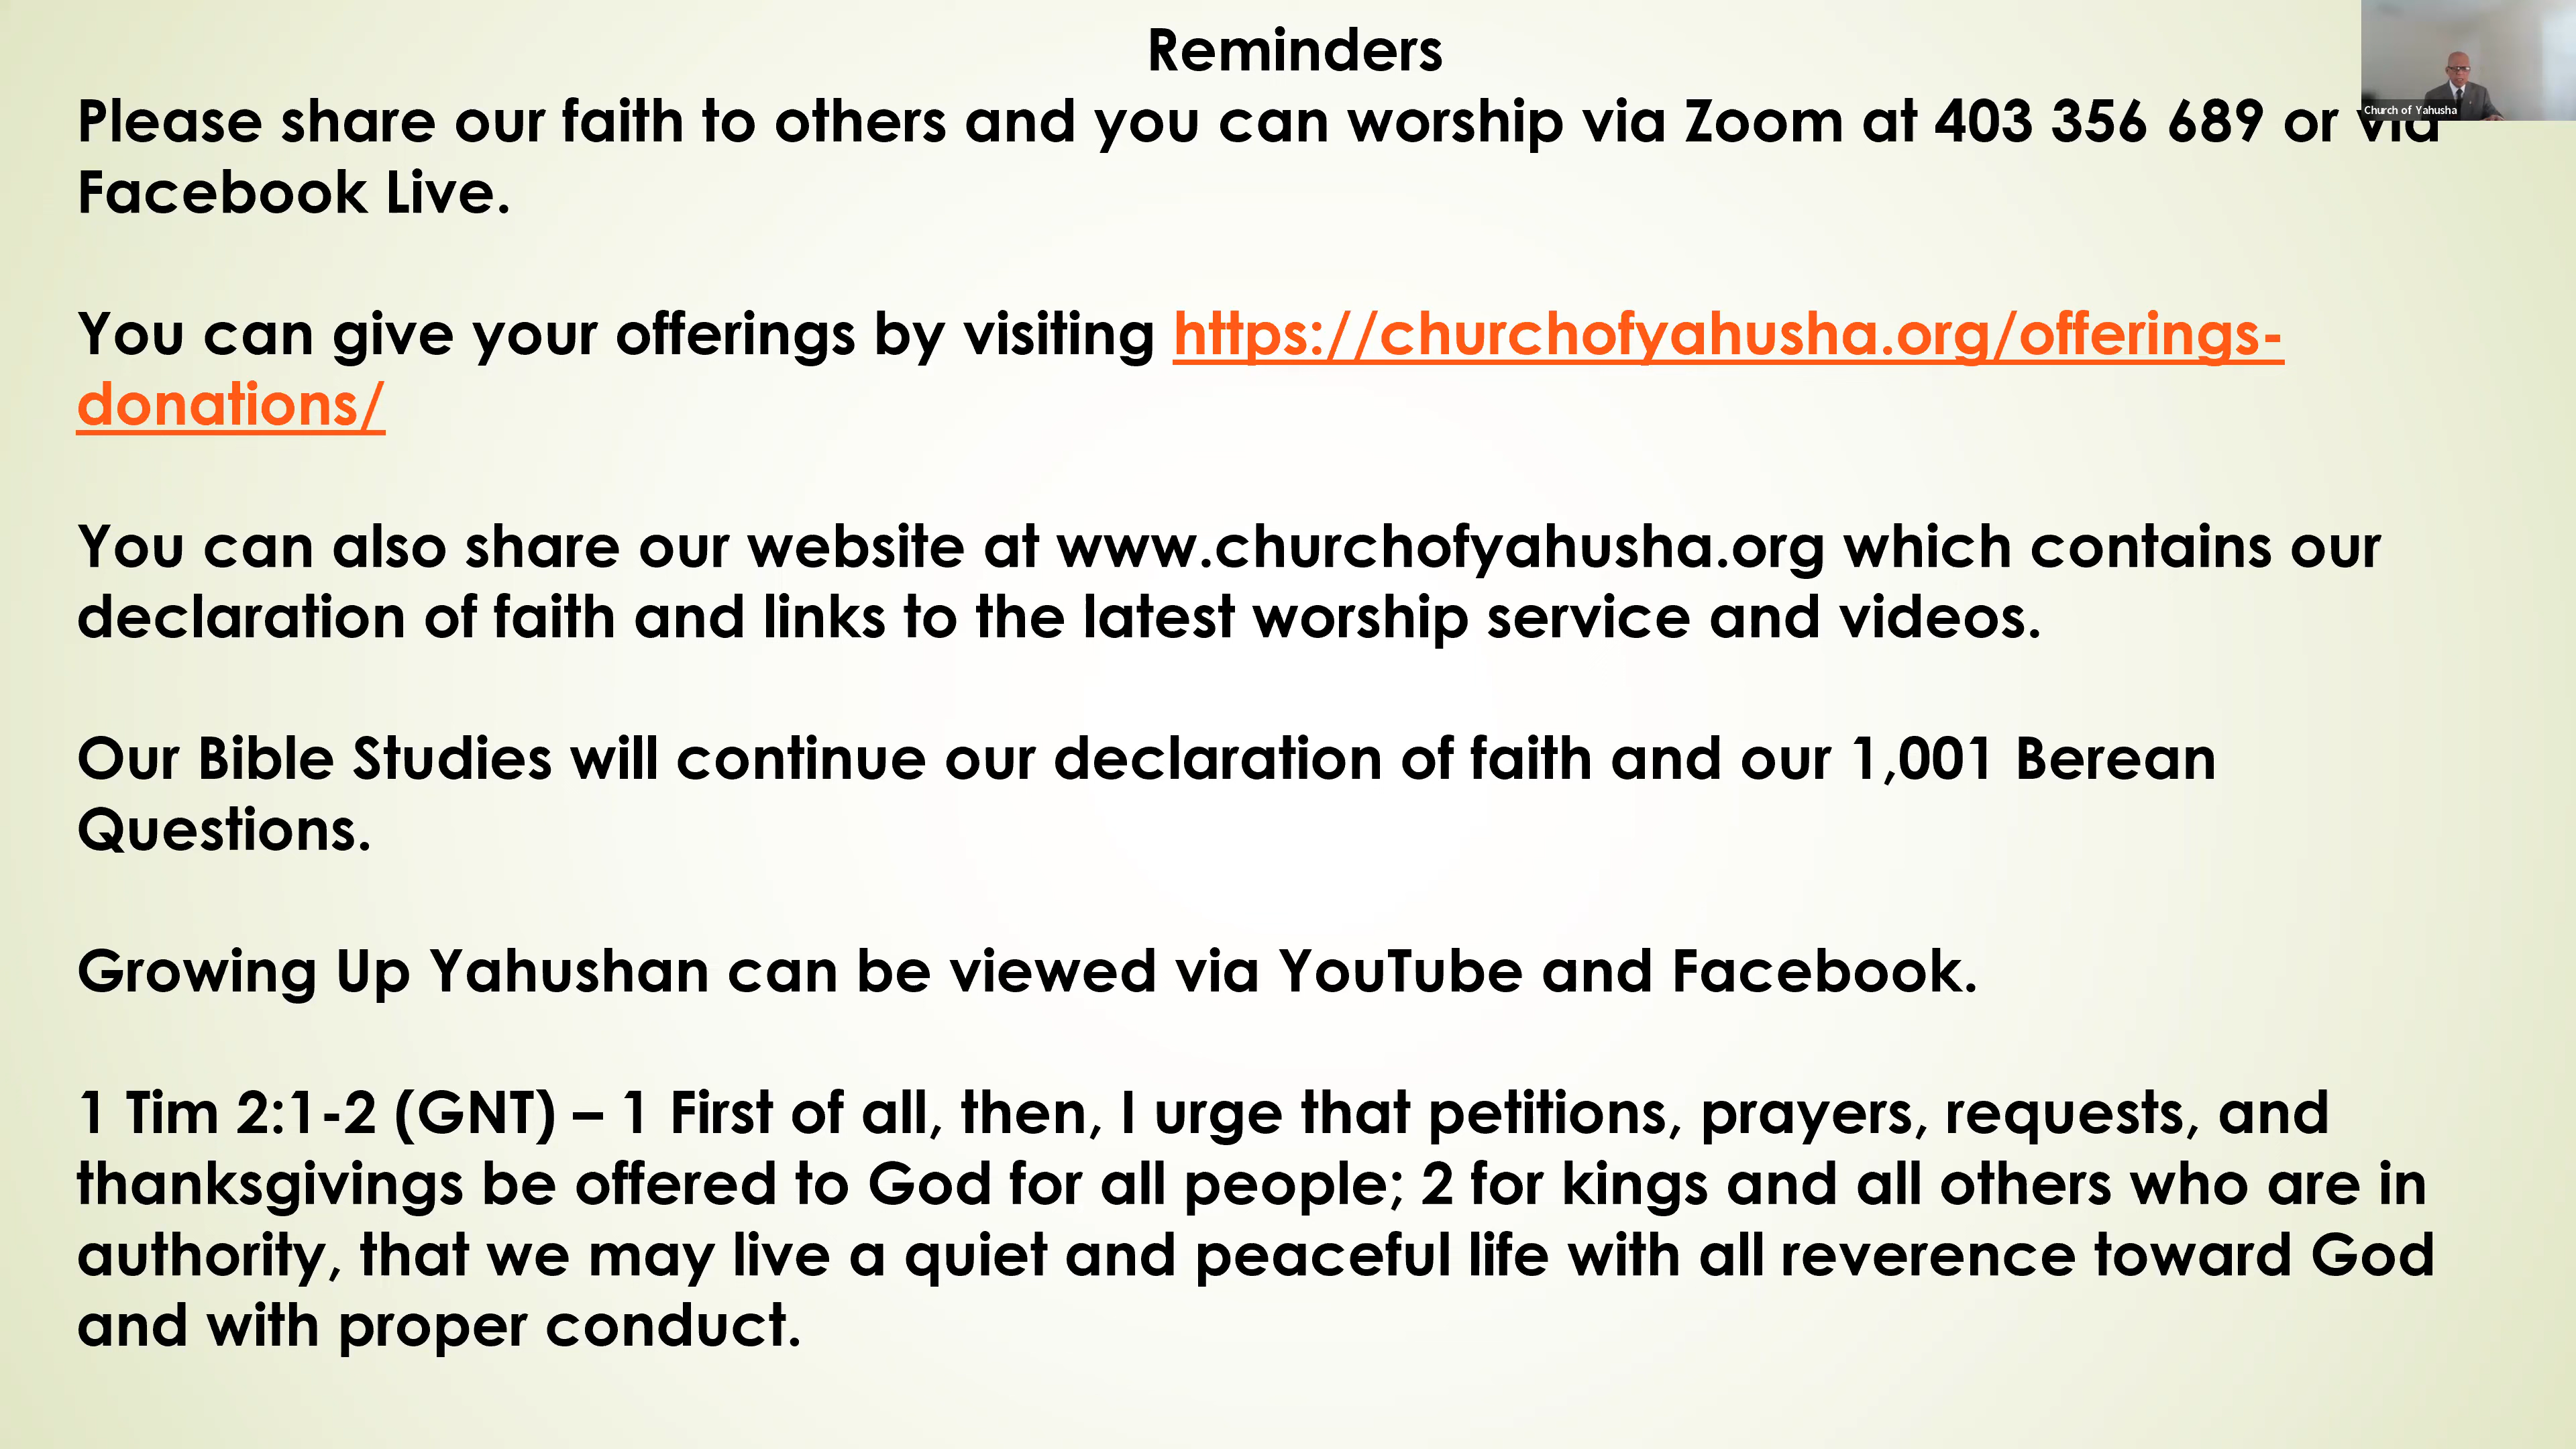 Reminders
Please share our faith to others and you can worship via Zoom at 403 356 689 or via
Facebook Live.
You can give your offerings by visiting https://churchofyahusha.org/offerings-
donations/
You can also share our website at www.churchofyahusha.org which contains our
declaration of faith and links to the latest worship service and videos.
Our Bible Studies will continue our declaration of faith and our 1,001 Berean
Questions.
Growing Up Yahushan can be viewed via YouTube and Facebook.
1 Tim 2:1-2 (GNT) – 1 First of all, then, I urge that petitions, prayers, requests, and
thanksgivings be offered to God for all people; 2 for kings and all others who are in
authority, that we may live a quiet and peaceful life with all reverence toward God
and with proper conduct.
Church of Yahusha